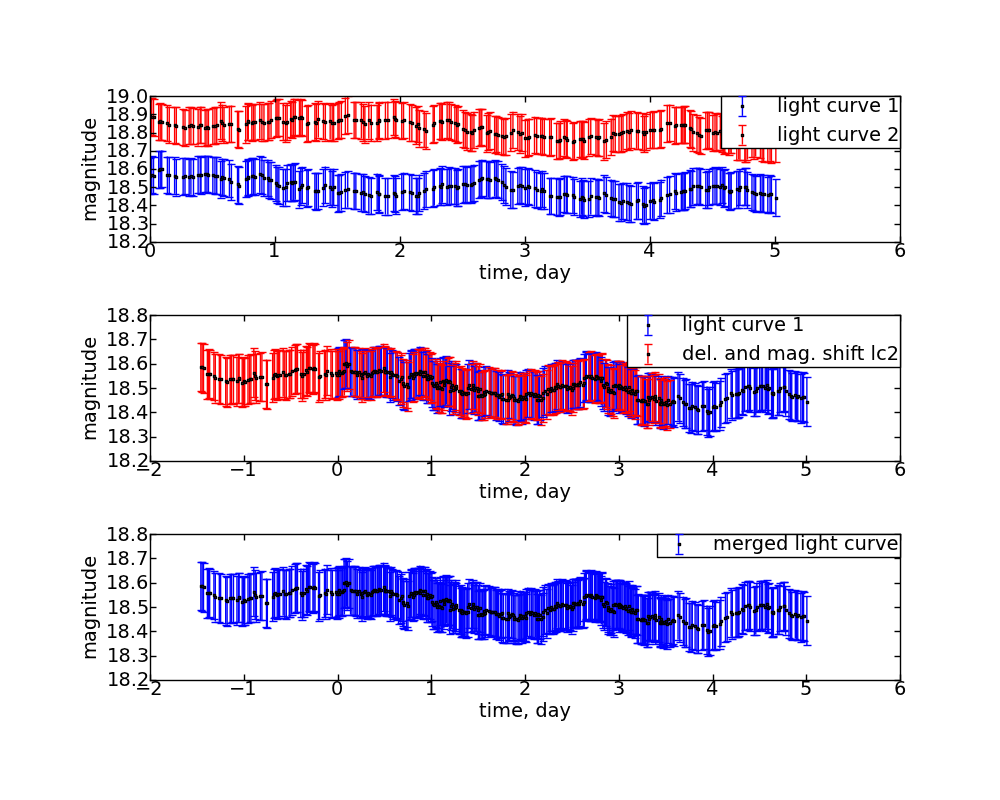 19.0
18.9
18.8
18.7
18.6
18.5
18.4
18.3
18.2
magnitude
0 1 2 3 4 5 6
time, day
light curve 1
light curve 2
18.8
18.7
18.6
18.5
18.4
18.3
18.2
magnitude
−2 −1 0 1 2 3 4 5 6
time, day
light curve 1
del. and mag. shift lc2
18.8
18.7
18.6
18.5
18.4
18.3
18.2
magnitude
−2 −1 0 1 2 3 4 5 6
time, day
merged light curve